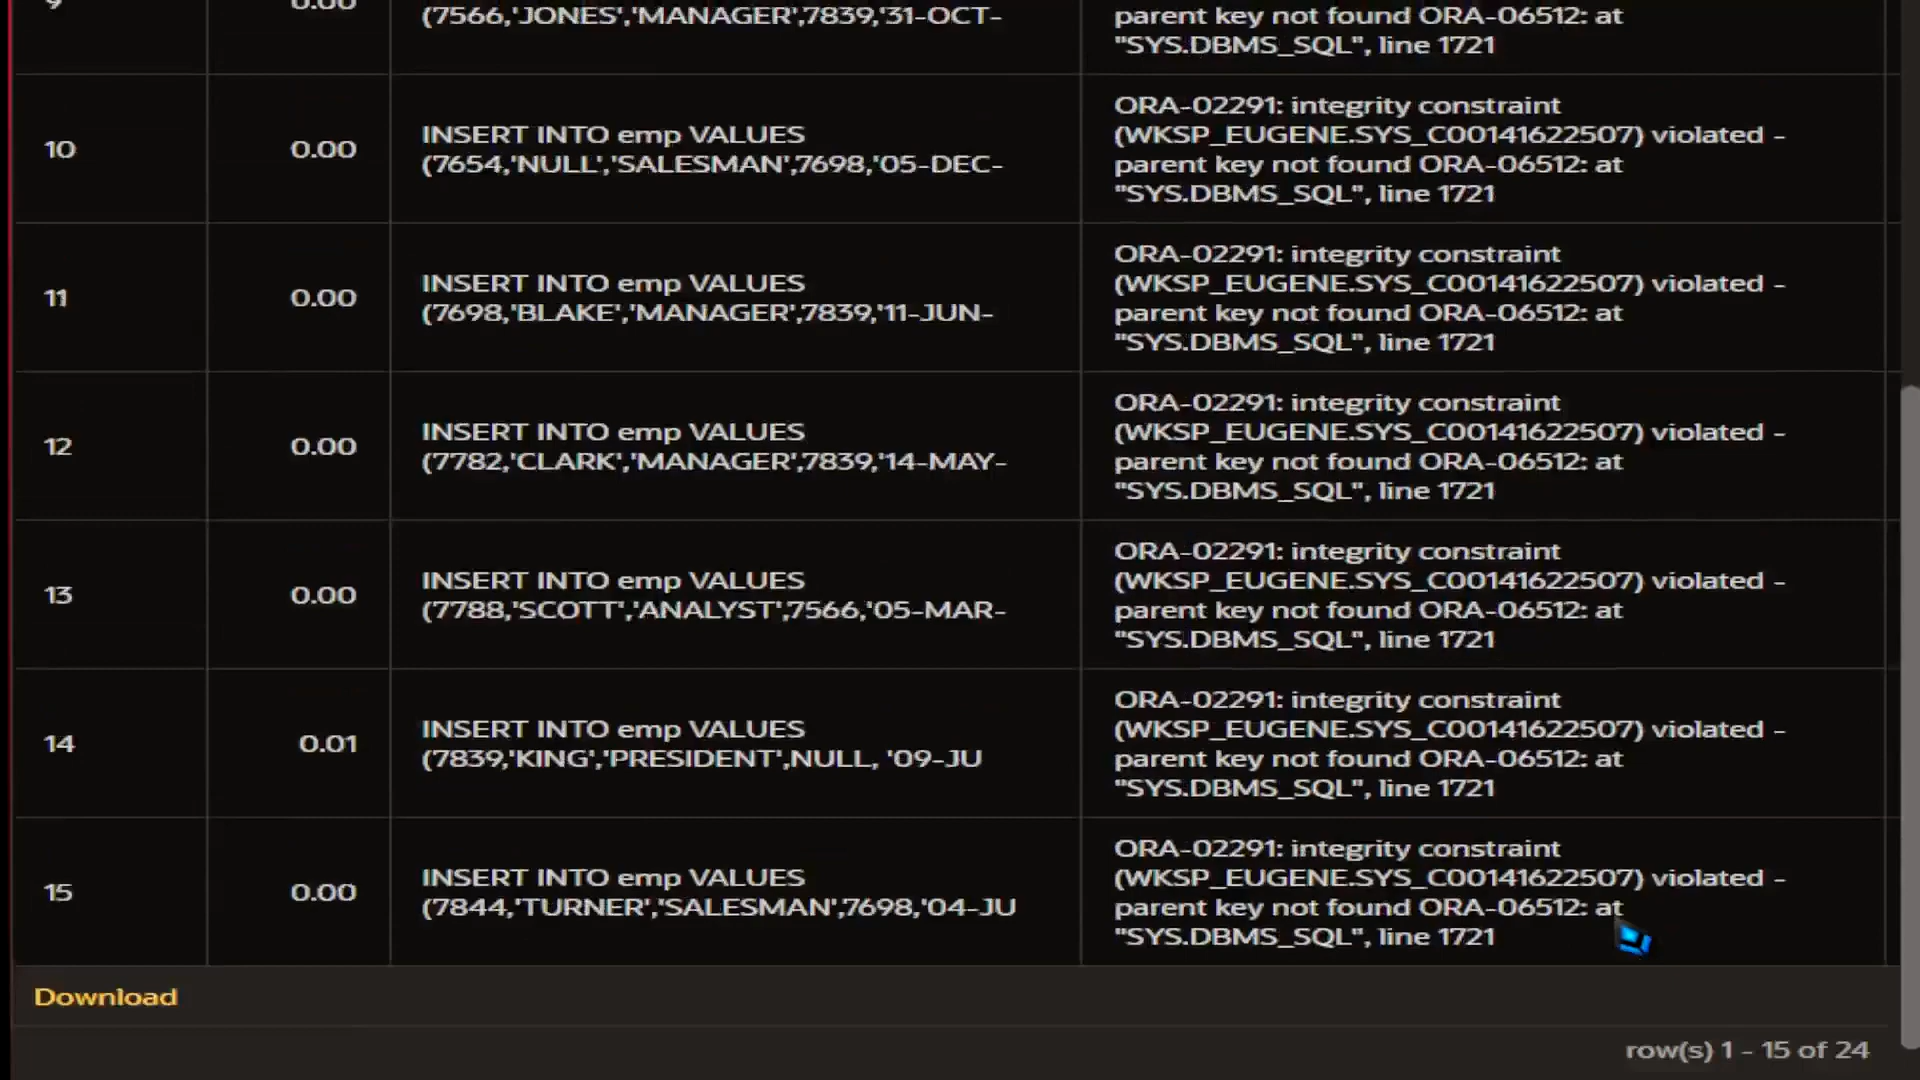 9
0.00
(7566,'JONES','MANAGER',7839,'31-OCT-
parent key not found ORA-06512: at
"SYS.DBMS_SQL", line 1721
10
0.00
INSERT INTO emp VALUES
(7654,'NULL','SALESMAN',7698,'05-DEC-
ORA-02291: integrity constraint
(WKSP_EUGENE.SYS_C00141622507) violated -
parent key not found ORA-06512: at
"SYS.DBMS_SQL", line 1721
11
0.00
INSERT INTO emp VALUES
(7698,'BLAKE','MANAGER',7839,'11-JUN-
ORA-02291: integrity constraint
(WKSP_EUGENE.SYS_C00141622507) violated -
parent key not found ORA-06512: at
"SYS.DBMS_SQL", line 1721
12
0.00
INSERT INTO emp VALUES
(7782,'CLARK','MANAGER',7839,'14-MAY-
ORA-02291: integrity constraint
(WKSP_EUGENE.SYS_C00141622507) violated -
parent key not found ORA-06512: at
"SYS.DBMS_SQL", line 1721
13
0.00
INSERT INTO emp VALUES
(7788,'SCOTT','ANALYST',7566,'05-MAR-
ORA-02291: integrity constraint
(WKSP_EUGENE.SYS_C00141622507) violated -
parent key not found ORA-06512: at
"SYS.DBMS_SQL", line 1721
14
0.01
INSERT INTO emp VALUES
(7839,'KING','PRESIDENT',NULL, '09-JU
ORA-02291: integrity constraint
(WKSP_EUGENE.SYS_C00141622507) violated -
parent key not found ORA-06512: at
"SYS.DBMS_SQL", line 1721
15
0.00
INSERT INTO emp VALUES
(7844,'TURNER','SALESMAN',7698,'04-JU
ORA-02291: integrity constraint
(WKSP_EUGENE.SYS_C00141622507) violated -
parent key not found ORA-06512: at
"SYS.DBMS_SQL", line 1721
Download
row(s) 1 - 15 of 24